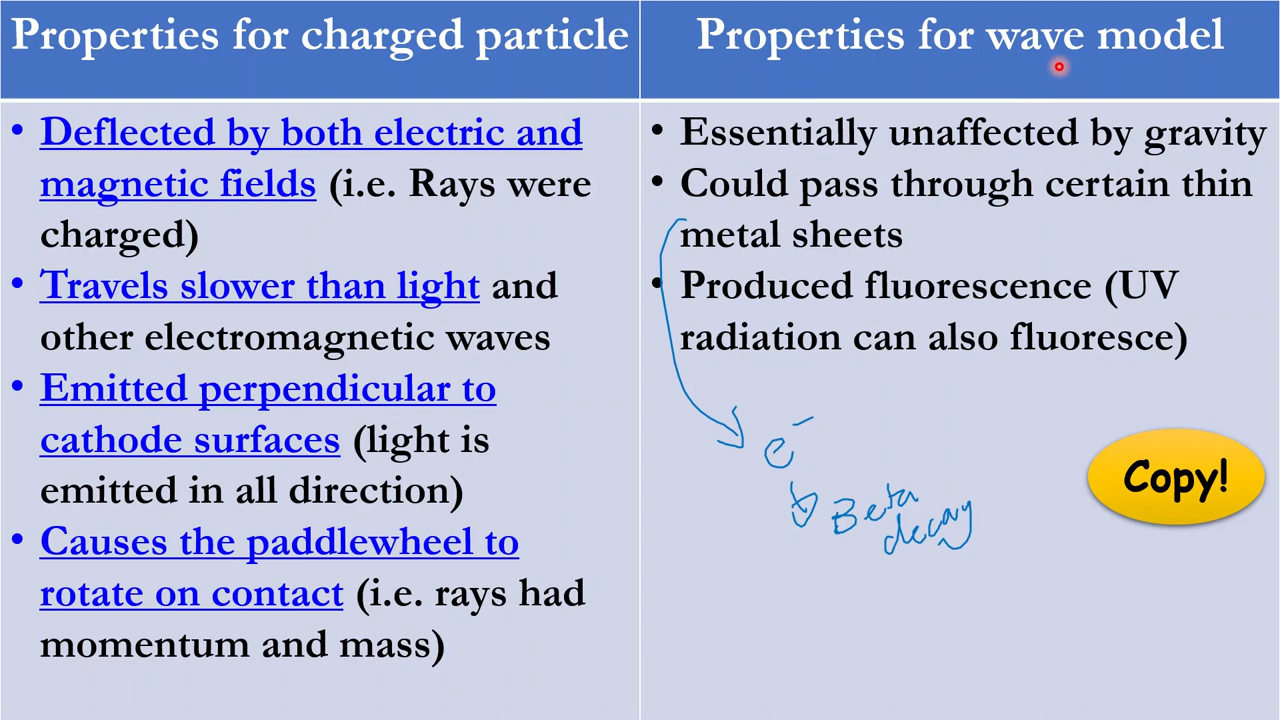 Properties for charged particle
• Deflected by both electric and
magnetic fields (i.e. Rays were
charged)
• Travels slower than light and
other electromagnetic waves
• Emitted perpendicular to
cathode surfaces (light is
emitted in all direction)
• Causes the paddlewheel to
rotate on contact (i.e. rays had
momentum and mass)
Properties for wave model
• Essentially unaffected by gravity
• Could pass through certain thin
metal sheets
• Produced fluorescence (UV
radiation can also fluoresce)
e⁻
Beta
decay
Copy!